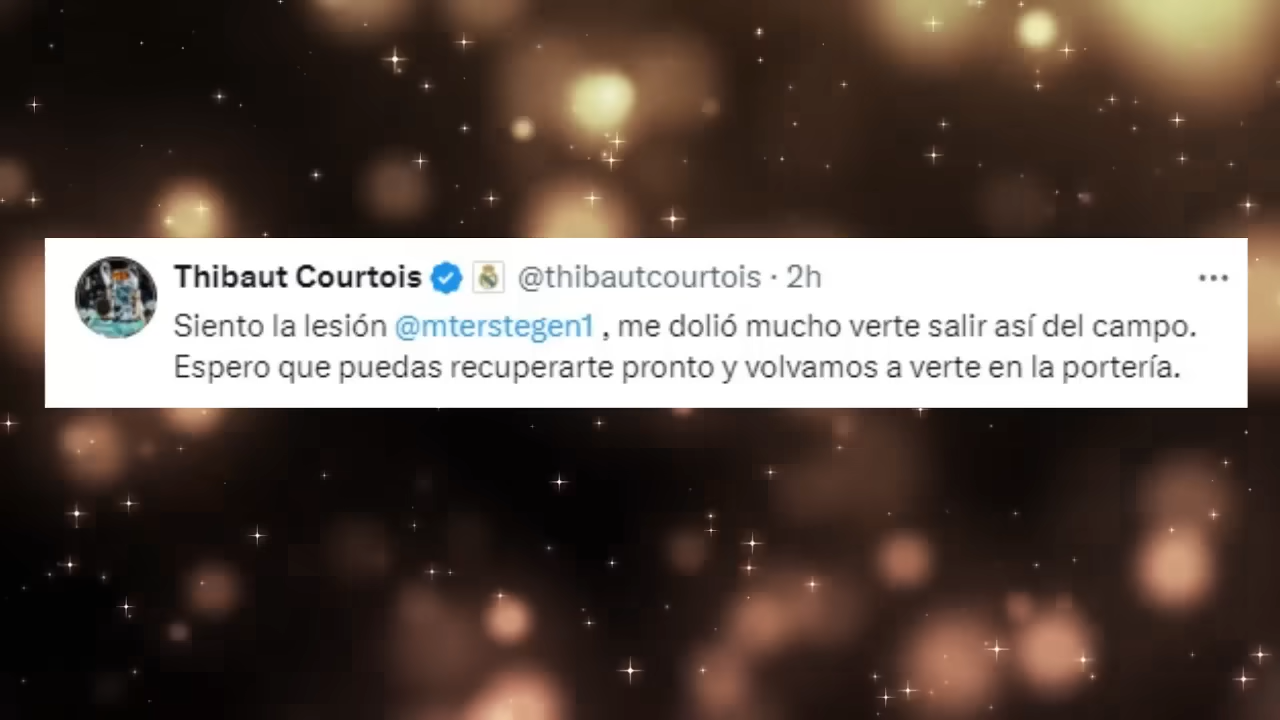 Thibaut Courtois @thibautcourtois · 2h
Siento la lesión @mterstegen1 , me dolió mucho verte salir así del campo.
Espero que puedas recuperarte pronto y volvamos a verte en la portería.